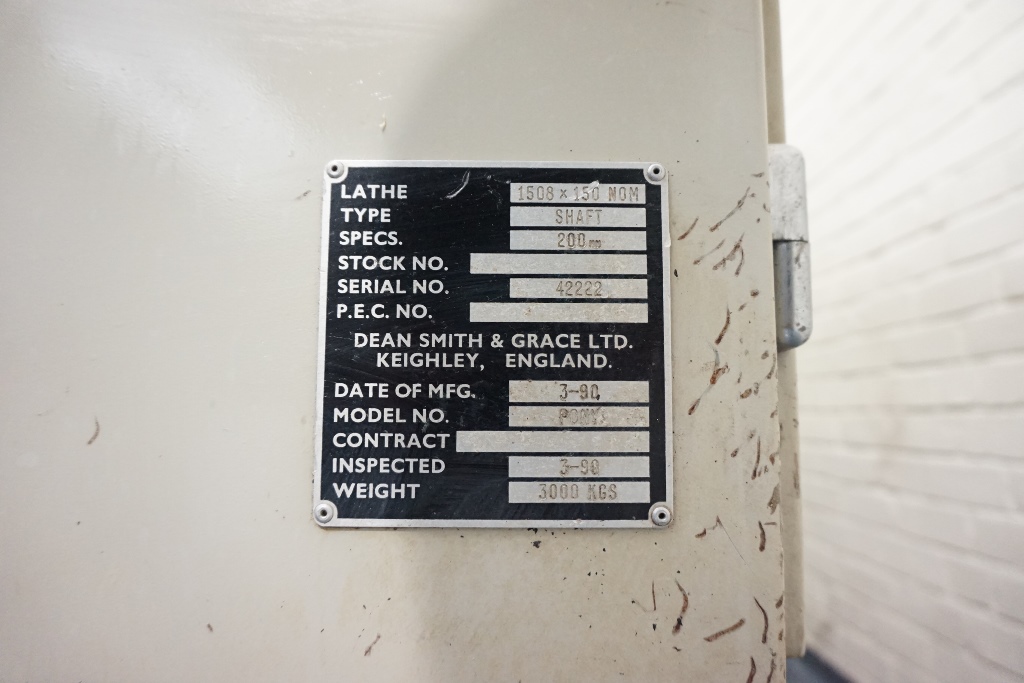 LATHE 1508 × 150 NOM
TYPE SHAFT
SPECS. 200mm
STOCK NO.
SERIAL NO. 42222
P.E.C. NO.
DEAN SMITH & GRACE LTD.
KEIGHLEY, ENGLAND.
DATE OF MFG. 3-90
MODEL NO.
CONTRACT
INSPECTED 3-90
WEIGHT 3000 KGS